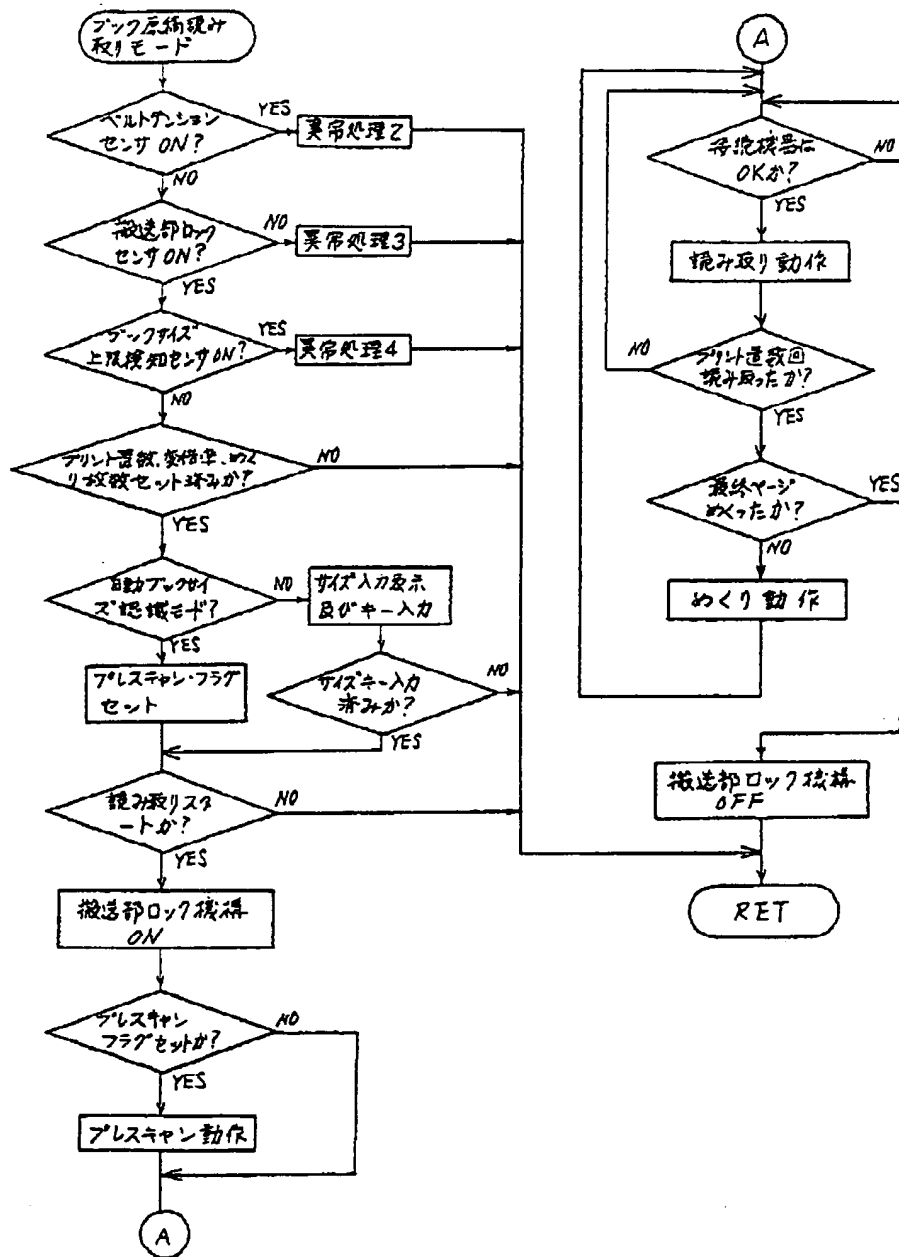 ブック原稿読み
取りモード
ベルトテンション
センサ ON?
YES
異常処理2
NO
搬送部ロック
センサ ON?
NO
異常処理3
YES
ブックサイズ
上限検知センサON?
YES
異常処理4
NO
プリント置数、変倍率、めく
り枚数セット済みか?
NO
YES
自動ブックサイ
ズ認識モード?
NO
サイズ入力表示
及びキー入力
YES
プレスキャン・フラグ
セット
サイズキー入力
済みか?
NO
YES
読み取りスタ
ートか?
NO
YES
搬送部ロック機構
ON
プレスキャン
フラグセットか?
NO
YES
プレスキャン動作
A
A
接続機器は
OKか?
NO
YES
読み取り動作
プリント置数回
読み取ったか?
NO
YES
最終ページ
めくったか?
YES
NO
めくり動作
搬送部ロック機構
OFF
RET